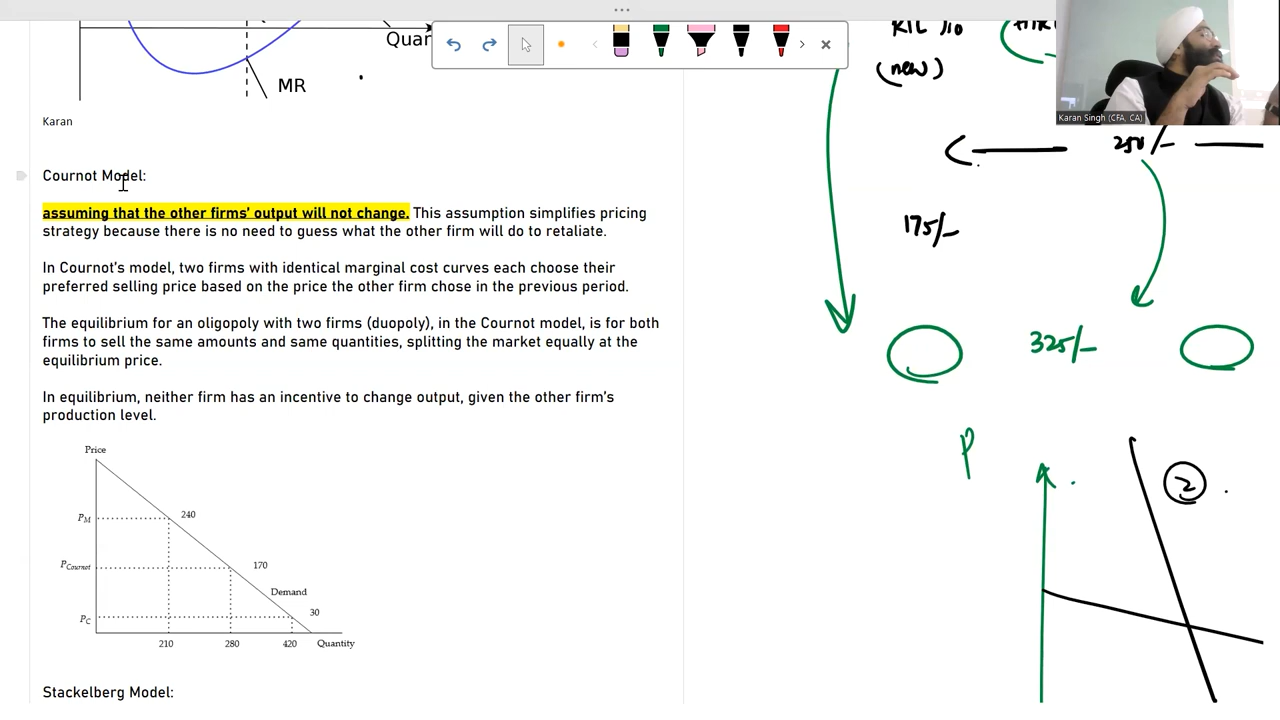 Quan
MR
Karan
Cournot Model:
assuming that the other firms' output will not change. This assumption simplifies pricing
strategy because there is no need to guess what the other firm will do to retaliate.
In Cournot's model, two firms with identical marginal cost curves each choose their
preferred selling price based on the price the other firm chose in the previous period.
The equilibrium for an oligopoly with two firms (duopoly), in the Cournot model, is for both
firms to sell the same amounts and same quantities, splitting the market equally at the
equilibrium price.
In equilibrium, neither firm has an incentive to change output, given the other firm's
production level.
Price
PM
240
PCournot
170
Demand
PC
30
210 280 420 Quantity
Stackelberg Model:
(new)
Karan Singh (CFA, CA)
250/-
175/-
325/-
P
2